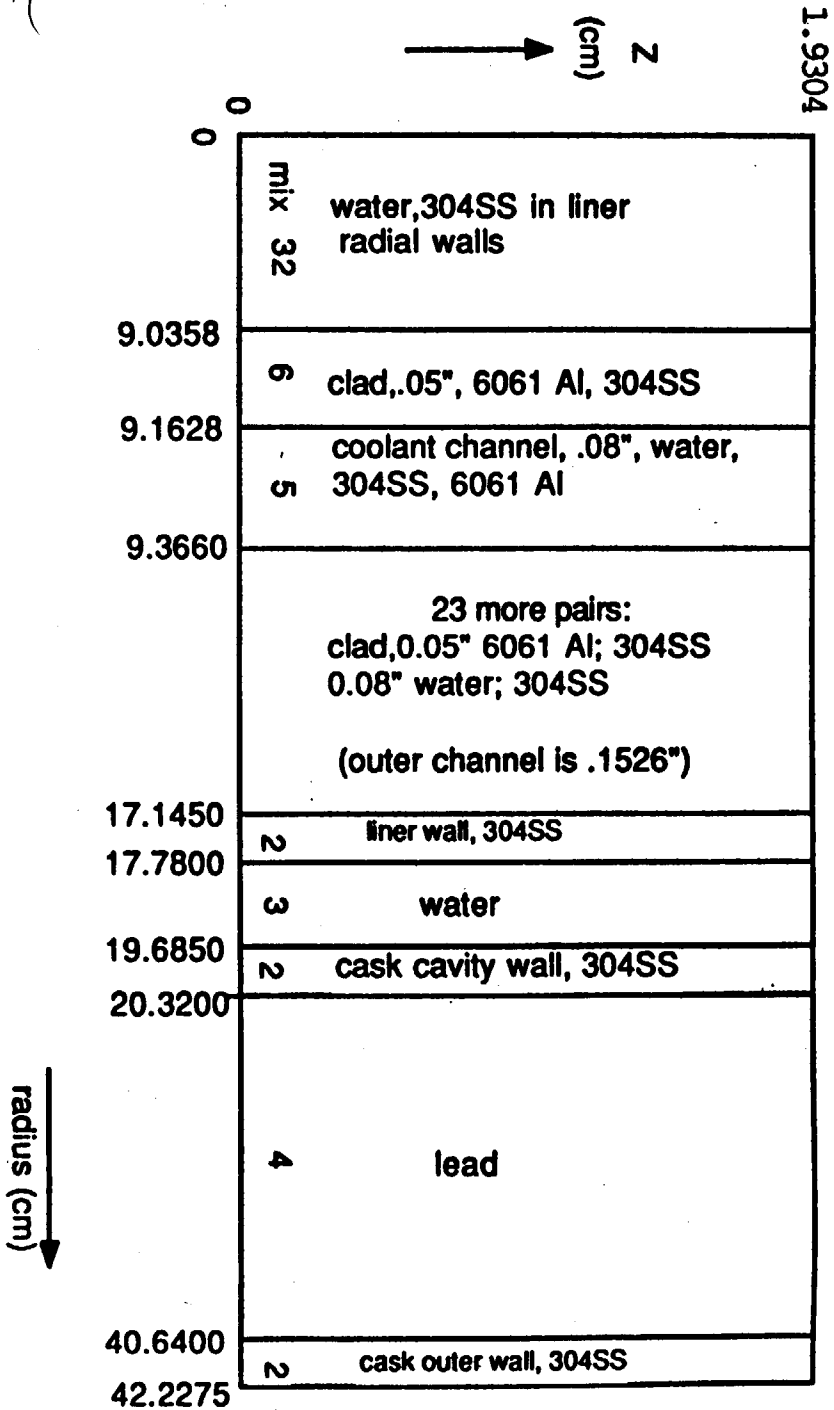 1.9304
Z
(cm)
0
0
mix 32
water,304SS in liner
radial walls
9.0358
6
clad,.05", 6061 Al, 304SS
9.1628
5
coolant channel, .08", water,
304SS, 6061 Al
9.3660
23 more pairs:
clad,0.05" 6061 Al; 304SS
0.08" water; 304SS
(outer channel is .1526")
17.1450
2
liner wall, 304SS
17.7800
3
water
19.6850
2
cask cavity wall, 304SS
20.3200
4
lead
radius (cm)
40.6400
2
cask outer wall, 304SS
42.2275